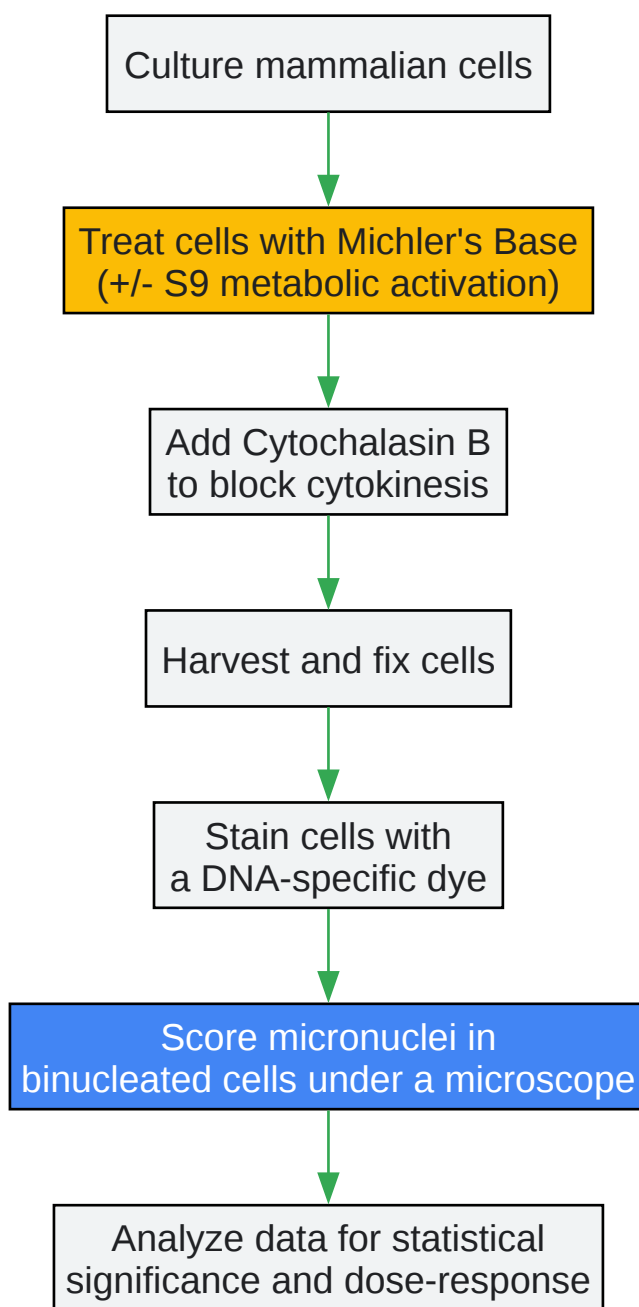 Culture mammalian cells
Treat cells with Michler's Base
(+/- S9 metabolic activation)
Add Cytochalasin B
to block cytokinesis
Harvest and fix cells
Stain cells with
a DNA-specific dye
Score micronuclei in
binucleated cells under a microscope
Analyze data for statistical
significance and dose-response